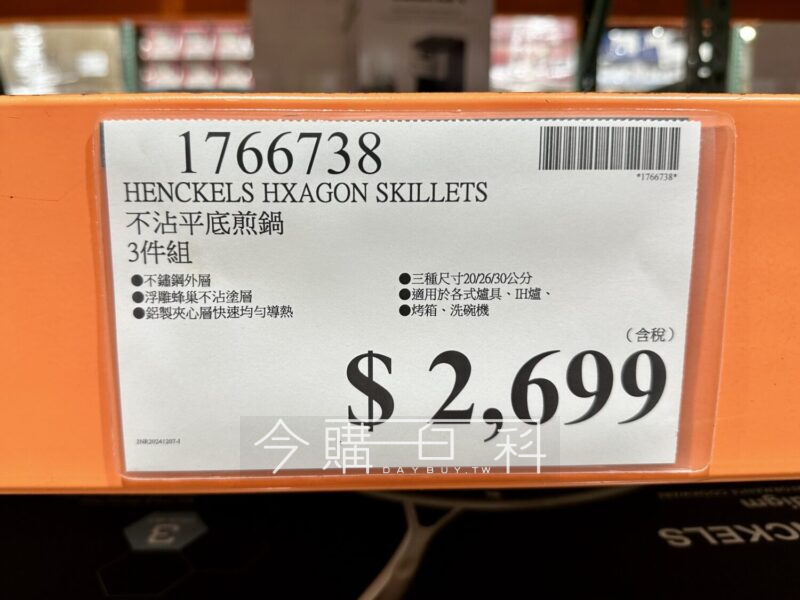 1766738
*1766738*
HENCKELS HXAGON SKILLETS
不沾平底煎鍋
3件組
●不鏽鋼外層
●浮雕蜂巢不沾塗層
●鋁製夾心層快速均勻導熱
●三種尺寸20/26/30公分
●適用於各式爐具、IH爐、
●烤箱、洗碗機
(含稅)
$ 2,699
今購百科
DAYBUY.TW
3